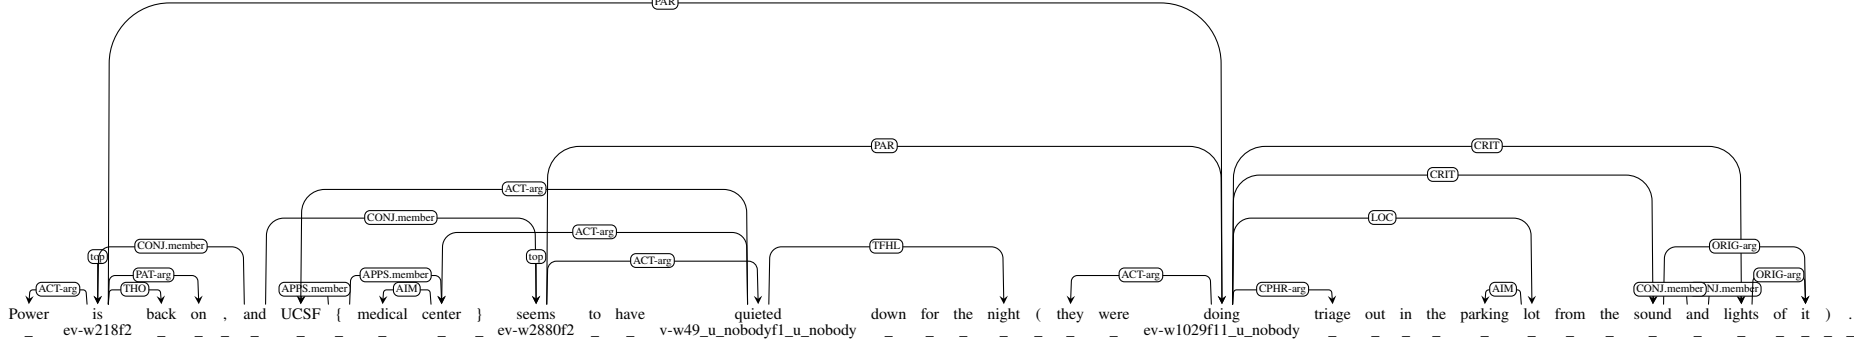 PAR
PAR CRIT
CRIT
ACT-arg
CONJ.member LOC
ACT-arg
CONJ.member TFHL ORIG-arg
top top ACT-arg
PAT-arg APPS.member ACT-arg ORIG-arg
ACT-arg THO APPS.member AIM CPHR-arg AIM CONJ.member NJ.member
Power is back on , and UCSF { medical center } seems to have quieted down for the night ( they were doing triage out in the parking lot from the sound and lights of it ) .
_ ev-w218f2 _ _ _ _ _ _ _ _ _ ev-w2880f2 _ _ v-w49_u_nobodyf1_u_nobody _ _ _ _ _ _ _ ev-w1029f11_u_nobody _ _ _ _ _ _ _ _ _ _ _ _ _ _ _